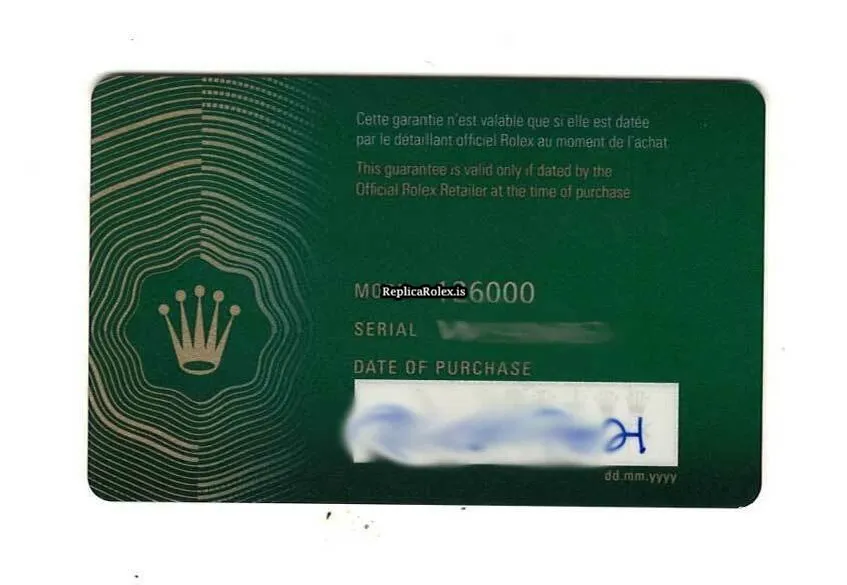 Cette garantie n'est valable que si elle est datée
par le détaillant officiel Rolex au moment de l'achat
This guarantee is valid only if dated by the
Official Rolex Retailer at the time of purchase
ReplicaRolex.is 126000
SERIAL
DATE OF PURCHASE
dd.mm.yyyy